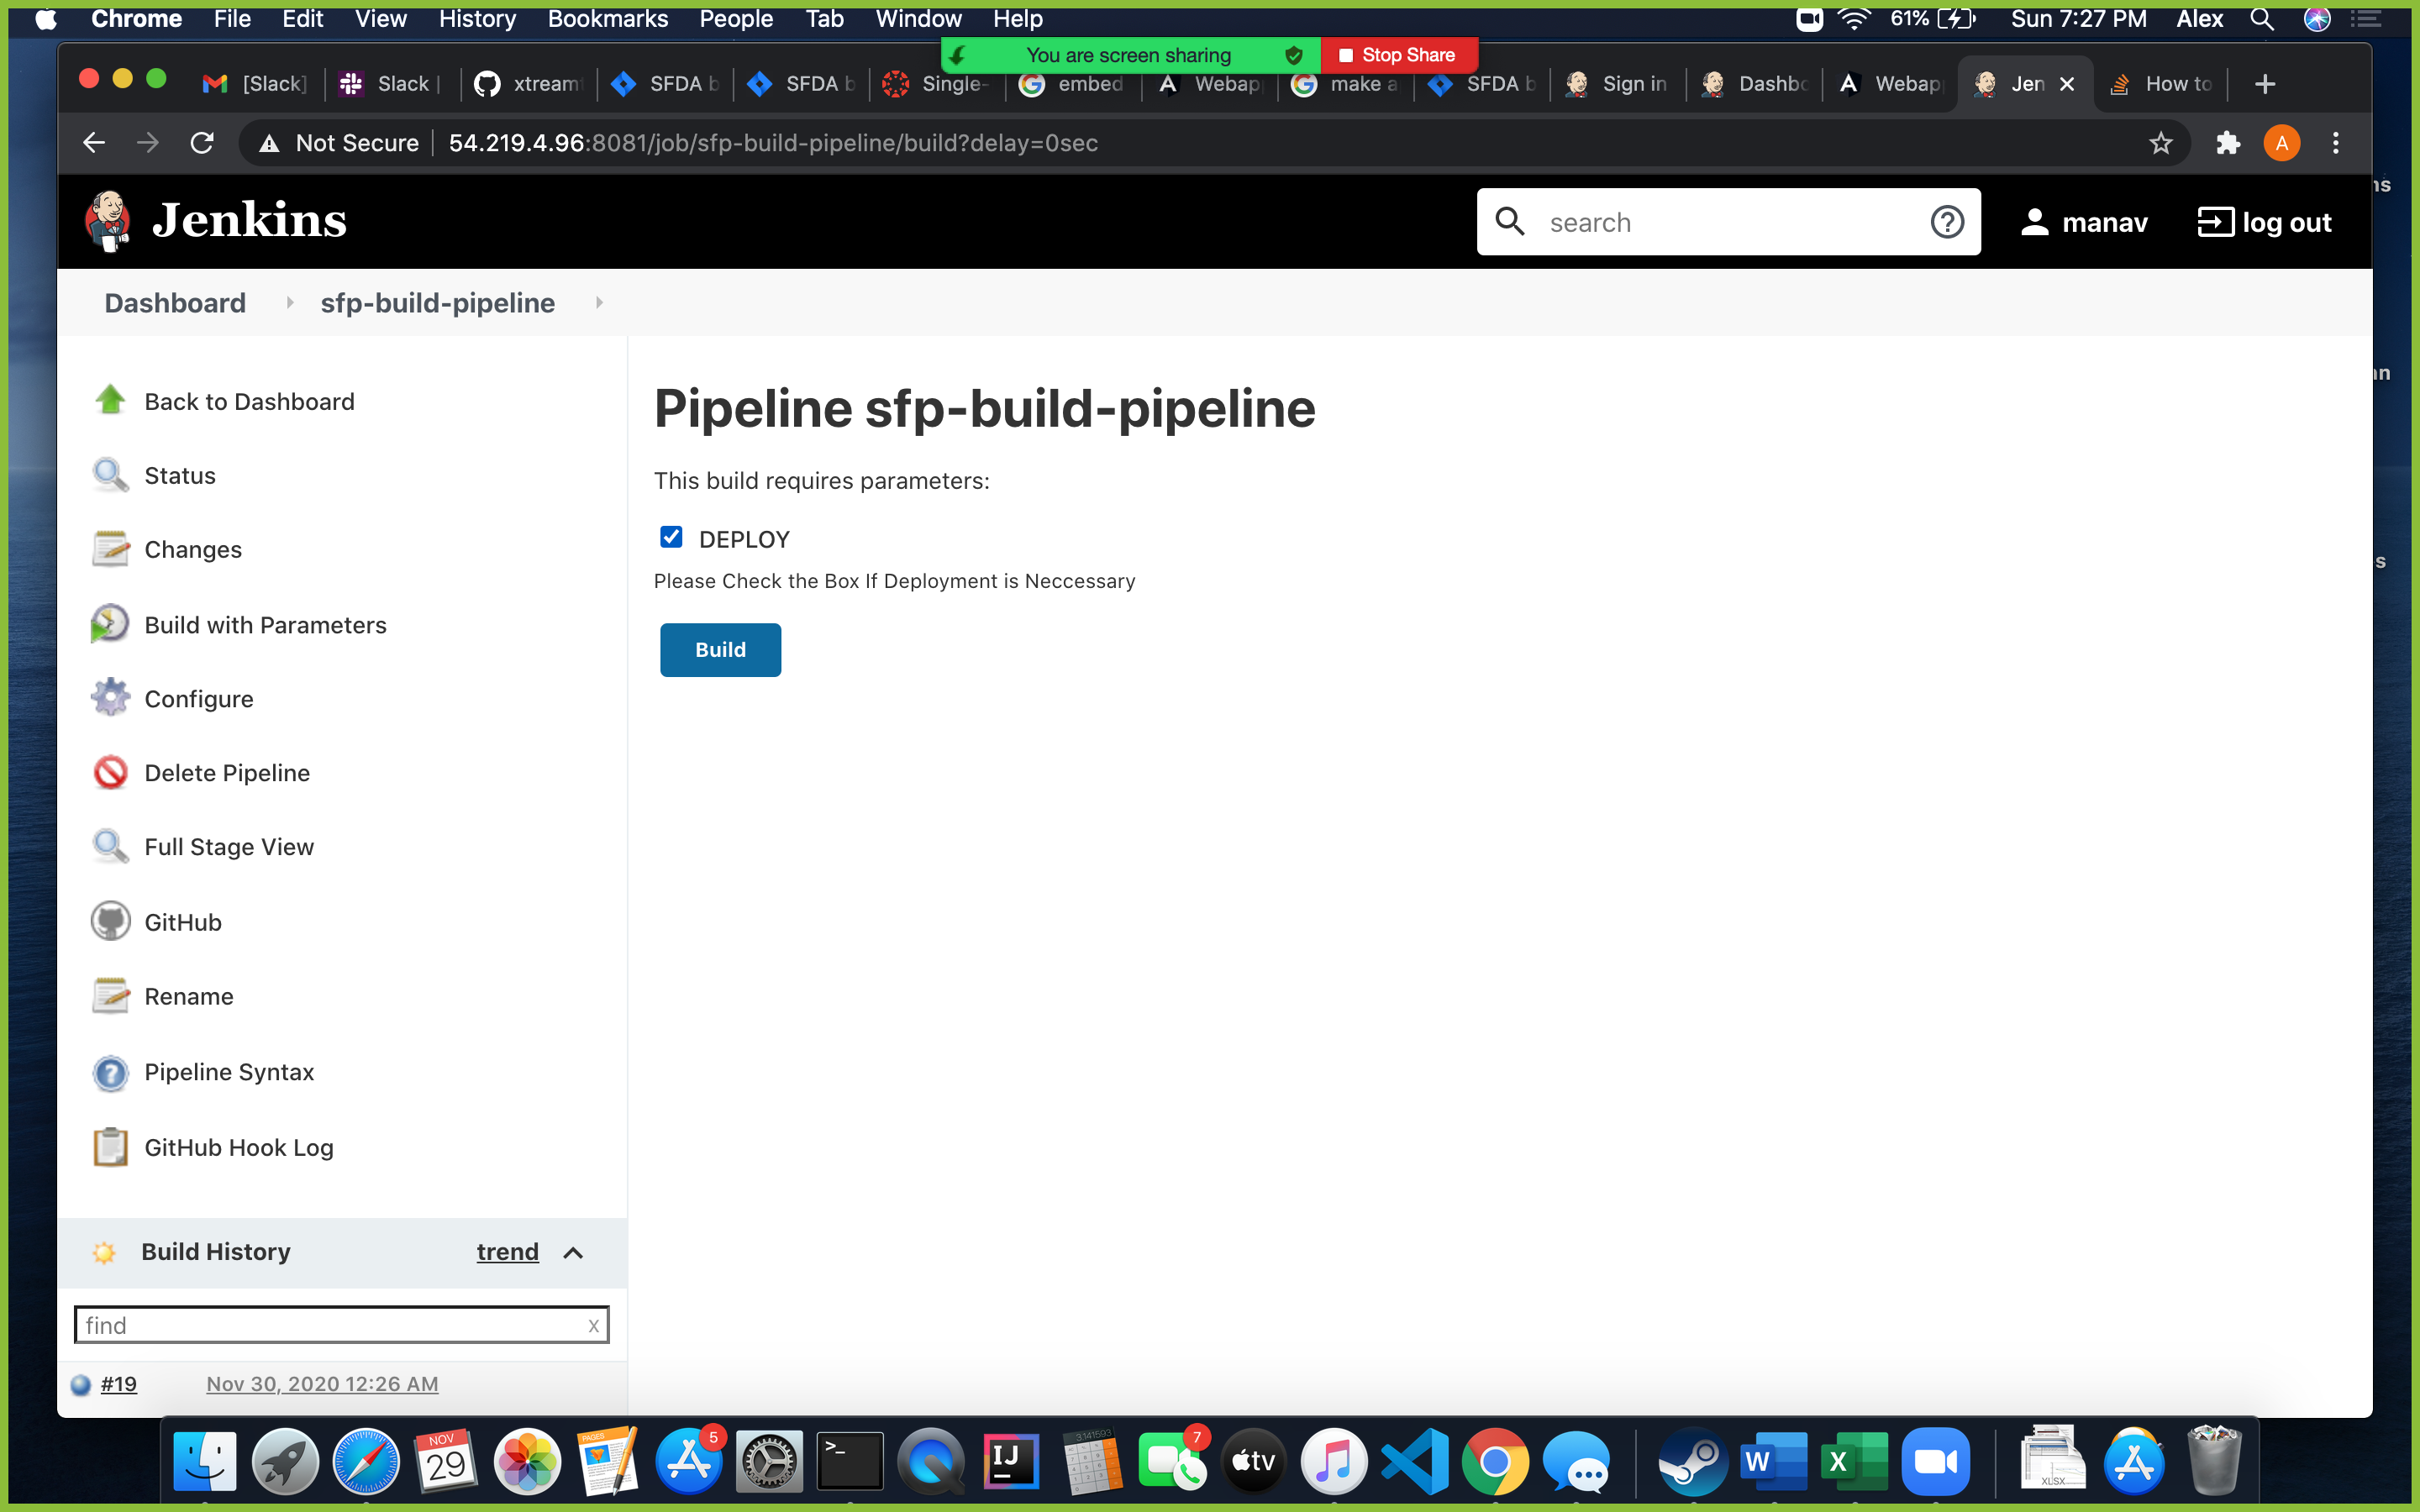 Chrome File Edit View History Bookmarks People Tab Window Help 61% Sun 7:27 PM Alex
You are screen sharing Stop Share
[Slack] Slack | xtream SFDA b SFDA b Single- embed Webap make a SFDA b Sign in Dashbo Webap Jen How to
Not Secure 54.219.4.96:8081/job/sfp-build-pipeline/build?delay=0sec A
Jenkins search manav log out
Dashboard sfp-build-pipeline
Back to Dashboard
Status
Changes
Build with Parameters
Configure
Delete Pipeline
Full Stage View
GitHub
Rename
Pipeline Syntax
GitHub Hook Log
Pipeline sfp-build-pipeline
This build requires parameters:
DEPLOY
Please Check the Box If Deployment is Neccessary
Build
Build History trend
find x
#19 Nov 30, 2020 12:26 AM
NOV
29
PAGES
5
>_
IJ
3.141593
7
tv
W
X
XLSX